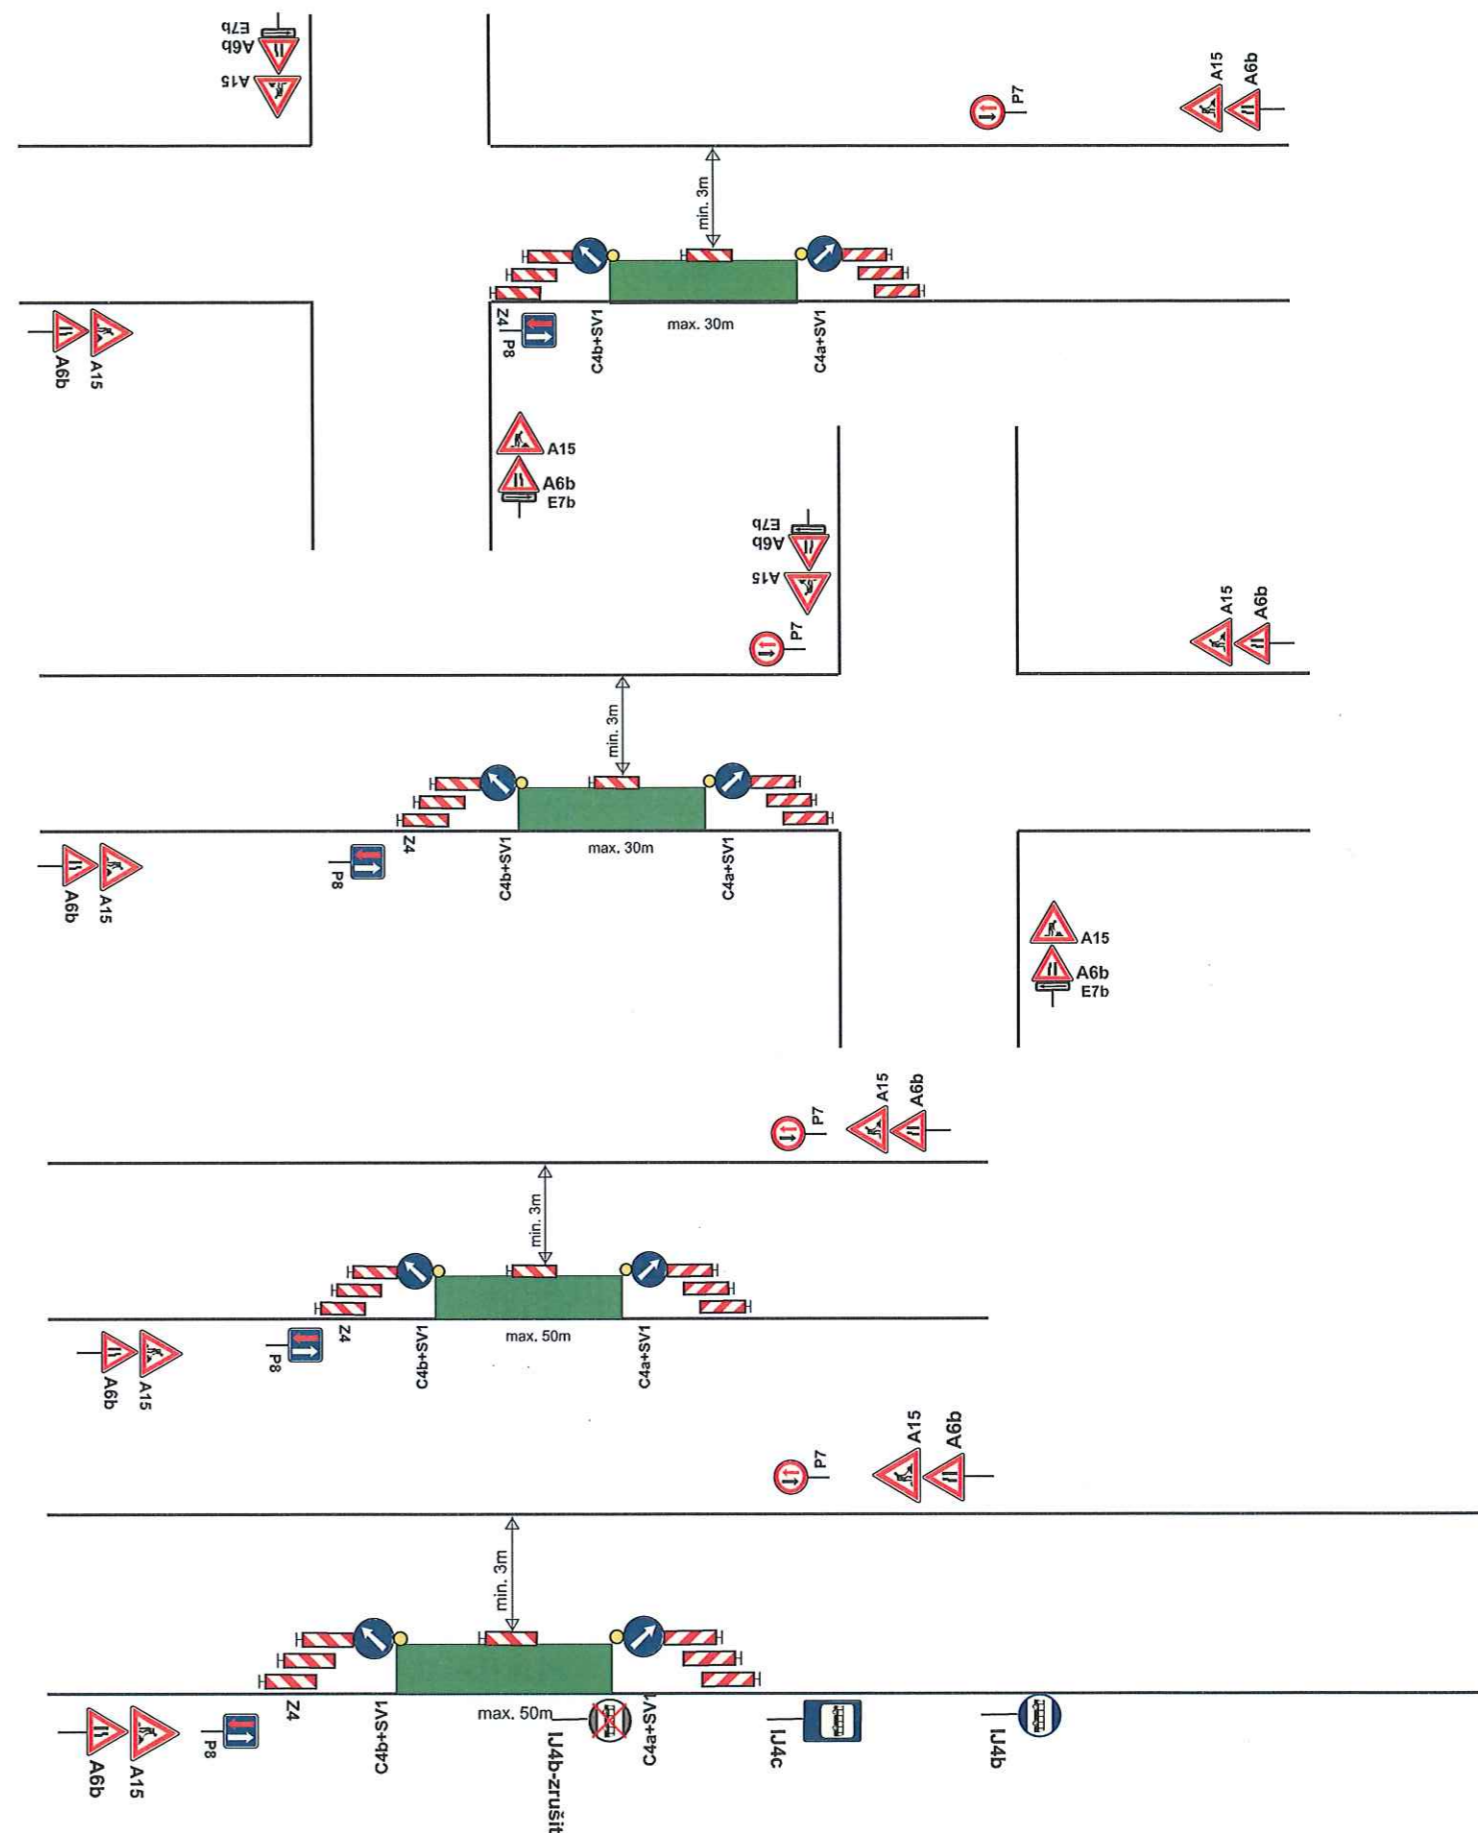 E7b
A6b
A15
P7
A15
A6b
min. 3m
Z4
P8
C4b+SV1
max. 30m
C4a+SV1
A6b
A15
A15
A6b
E7b
E7b
A6b
A15
P7
A15
A6b
min. 3m
Z4
P8
C4b+SV1
max. 30m
C4a+SV1
A6b
A15
A15
A6b
E7b
P7
A15
A6b
min. 3m
Z4
P8
C4b+SV1
max. 50m
C4a+SV1
A6b
A15
P7
A15
A6b
min. 3m
A6b
A15
P8
Z4
C4b+SV1
max. 50m
IJ4b-zrušit
C4a+SV1
IJ4c
IJ4b